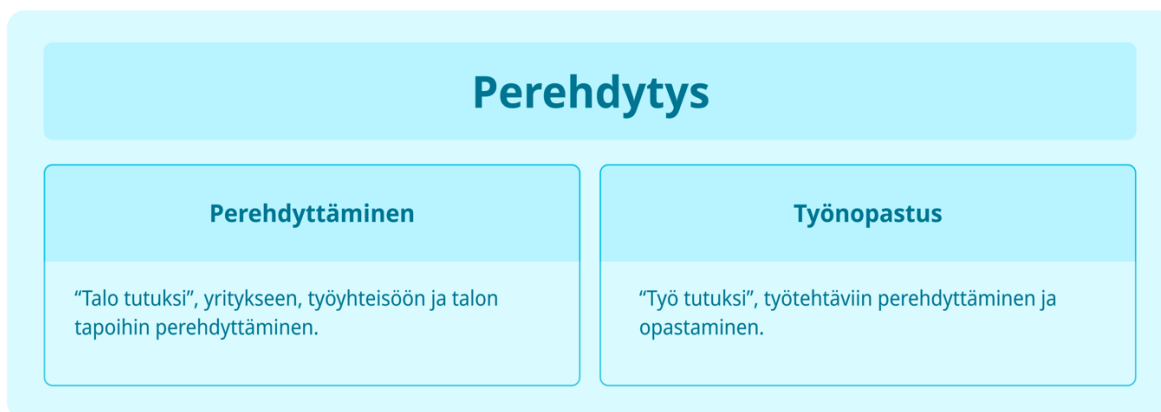 Perehdytys
Perehdyttäminen
“Talo tutuksi”, yritykseen, työyhteisöön ja talon
tapoihin perehdyttäminen.
Työnopastus
“Työ tutuksi”, työtehtäviin perehdyttäminen ja
opastaminen.